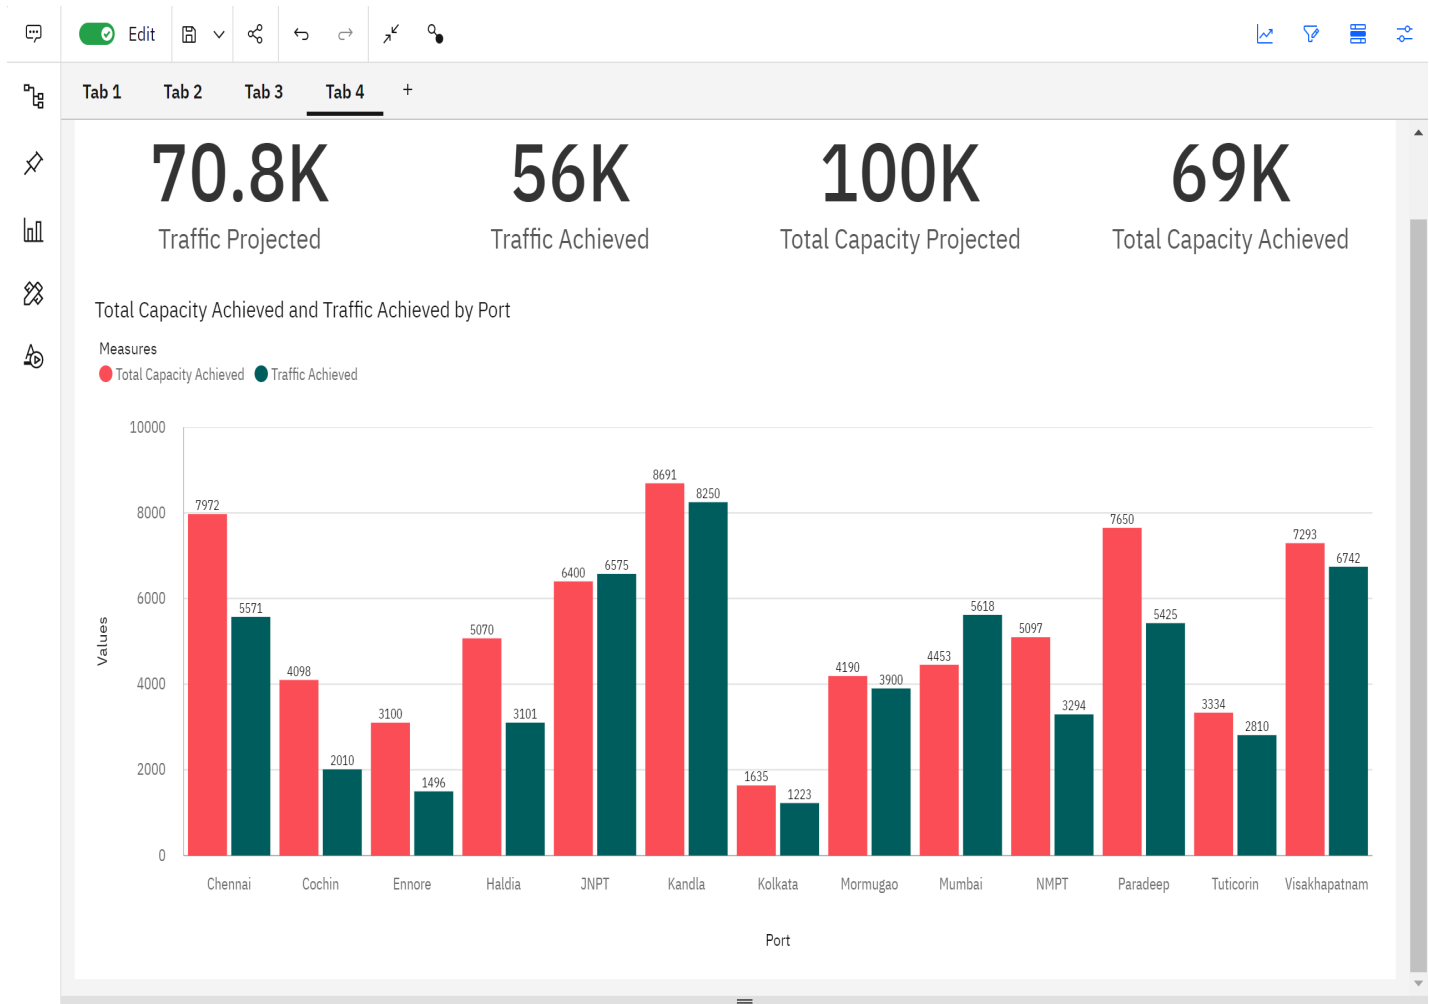 Edit
Tab 1 Tab 2 Tab 3 Tab 4 +
70.8K 56K 100K 69K
Traffic Projected Traffic Achieved Total Capacity Projected Total Capacity Achieved
Total Capacity Achieved and Traffic Achieved by Port
Measures
Total Capacity Achieved Traffic Achieved
10000
8000
6000
4000
2000
0
Values
7972 5571
4098 2010
3100 1496
5070 3101
6400 6575
8691 8250
1635 1223
4190 3900
4453 5618
5097 3294
7650 5425
3334 2810
7293 6742
Chennai Cochin Ennore Haldia JNPT Kandla Kolkata Mormugao Mumbai NMPT Paradeep Tuticorin Visakhapatnam
Port